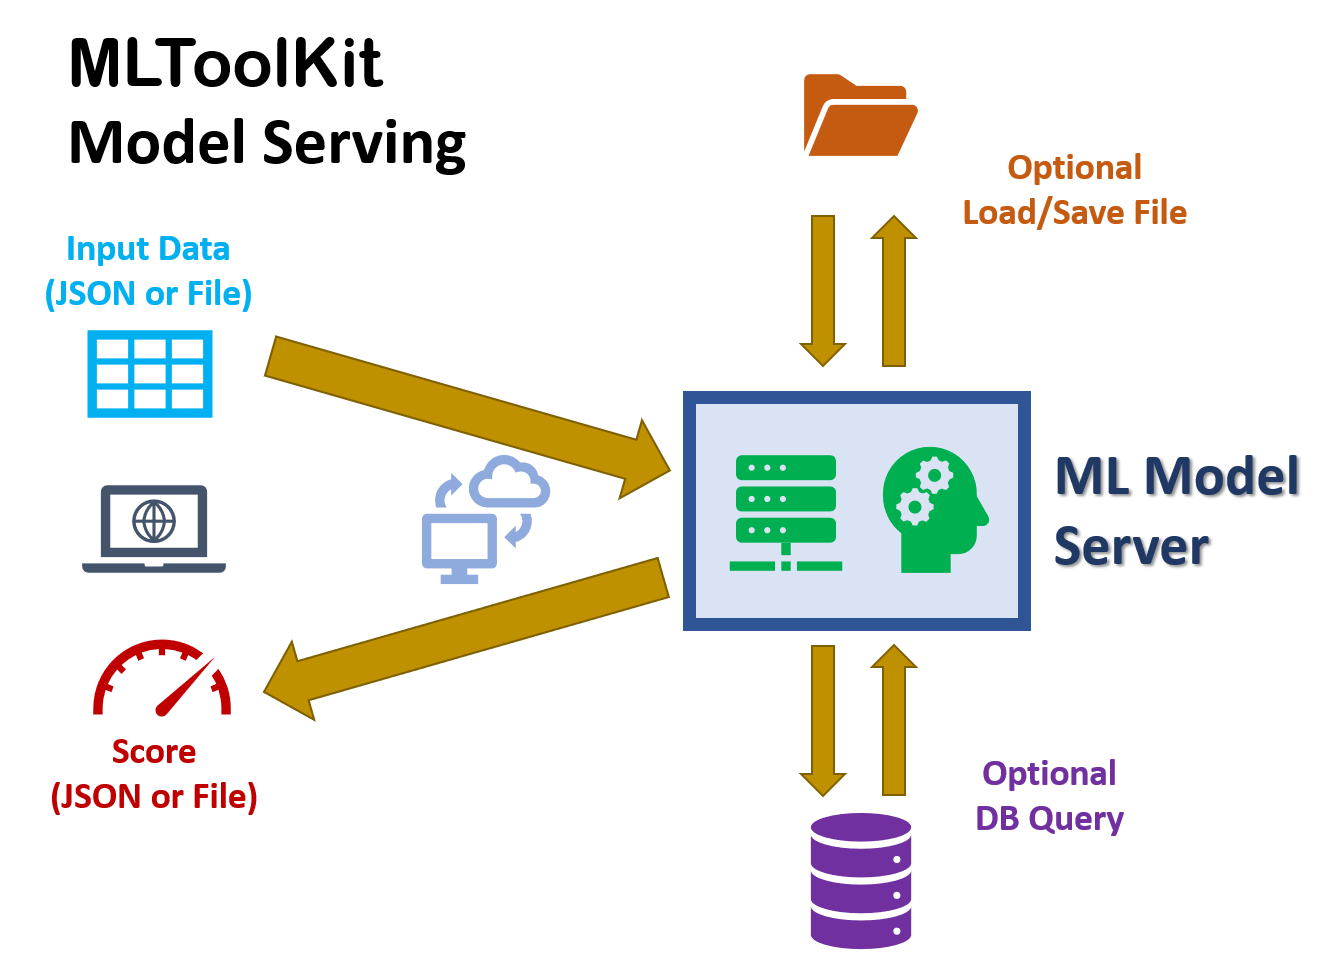 MLToolKit
Model Serving
Input Data
(JSON or File)
Optional
Load/Save File
ML Model
Server
Score
(JSON or File)
Optional
DB Query